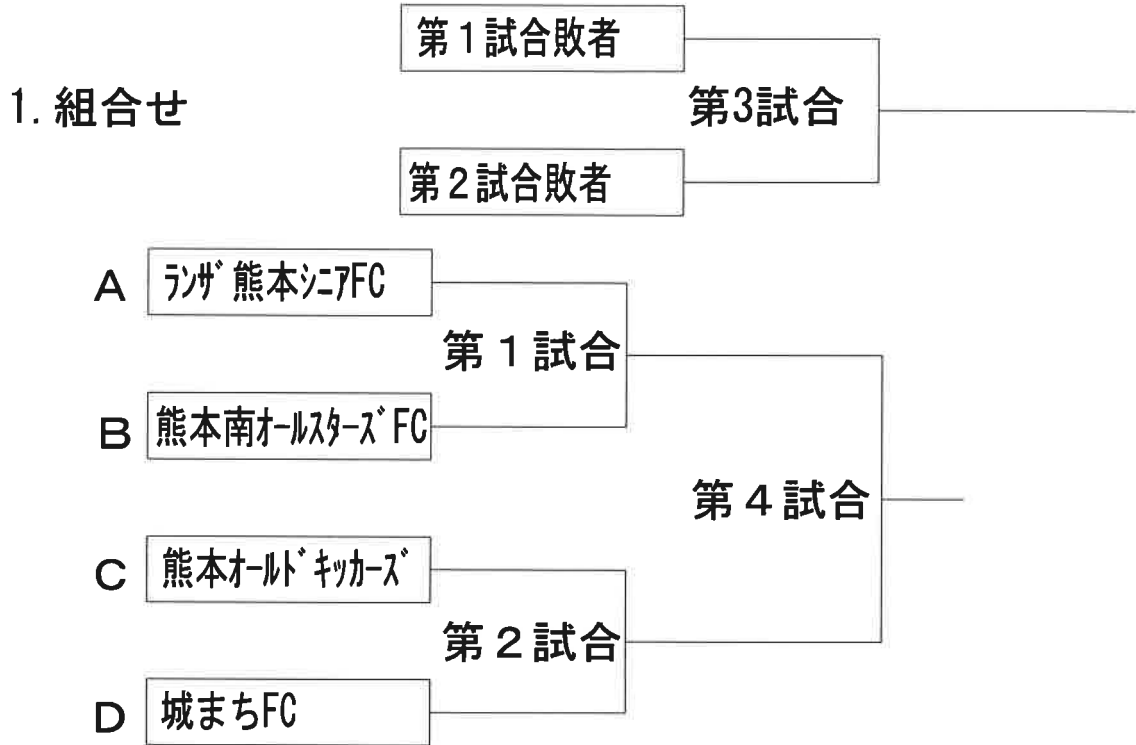 第１試合敗者
1. 組合せ
第3試合
第２試合敗者
A ﾗﾝｻﾞ熊本ｼﾆｱFC
第１試合
B 熊本南ｵｰﾙｽﾀｰｽﾞFC
第４試合
C 熊本ｵｰﾙﾄﾞｷｯｶｰｽﾞ
第２試合
D 城まちFC